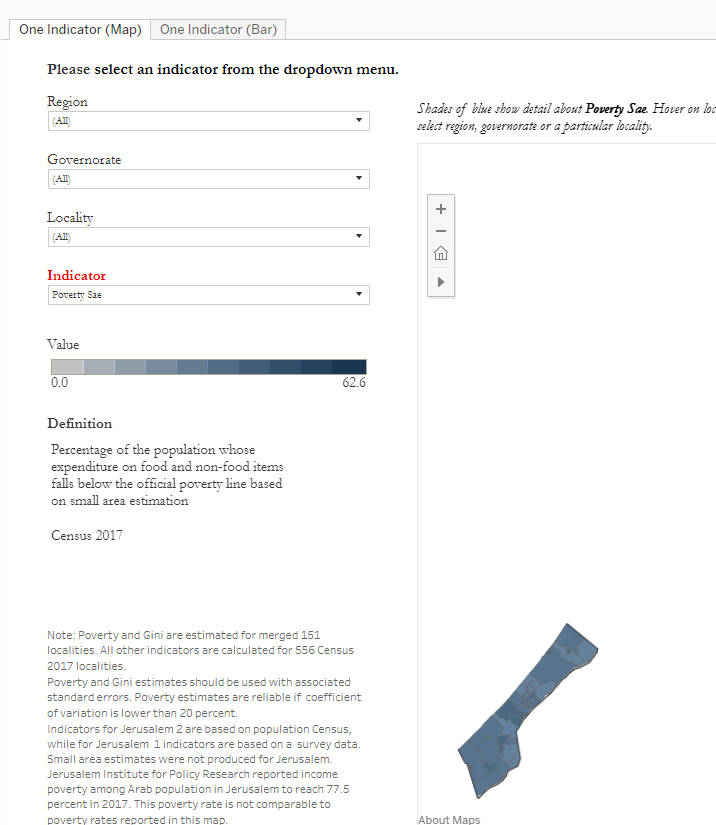 One Indicator (Map) One Indicator (Bar)
Please select an indicator from the dropdown menu.
Region
(All)
Governorate
(All)
Locality
(All)
Indicator
Poverty Sae
Value
0.0 62.6
Definition
Percentage of the population whose
expenditure on food and non-food items
falls below the official poverty line based
on small area estimation
Census 2017
Note: Poverty and Gini are estimated for merged 151
localities. All other indicators are calculated for 556 Census
2017 localities.
Poverty and Gini estimates should be used with associated
standard errors. Poverty estimates are reliable if coefficient
of variation is lower than 20 percent.
Indicators for Jerusalem 2 are based on population Census,
while for Jerusalem 1 indicators are based on a survey data.
Small area estimates were not produced for Jerusalem.
Jerusalem Institute for Policy Research reported income
poverty among Arab population in Jerusalem to reach 77.5
percent in 2017. This poverty rate is not comparable to
poverty rates reported in this map.
Shades of blue show detail about Poverty Sae. Hover on loc
select region, governorate or a particular locality.
About Maps